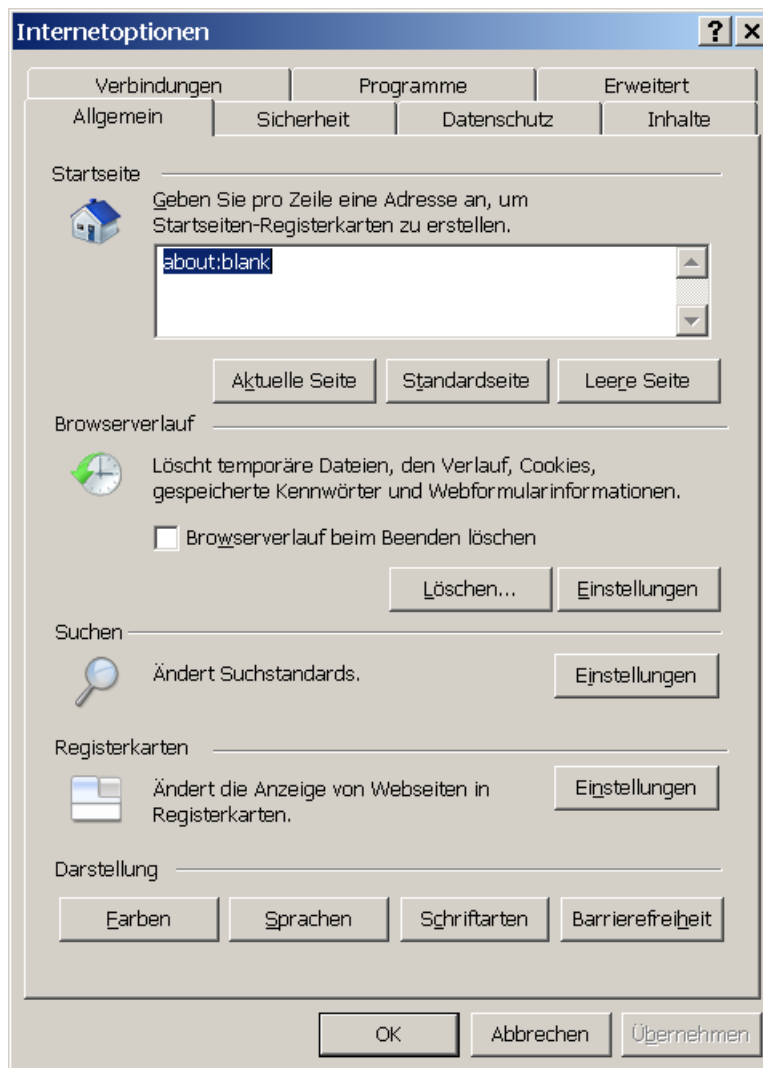 Internetoptionen
Verbindungen Programme Erweitert
Allgemein Sicherheit Datenschutz Inhalte
Startseite
Geben Sie pro Zeile eine Adresse an, um
Startseiten-Registerkarten zu erstellen.
about:blank
Aktuelle Seite Standardseite Leere Seite
Browserverlauf
Löscht temporäre Dateien, den Verlauf, Cookies,
gespeicherte Kennwörter und Webformularinformationen.
Browserverlauf beim Beenden löschen
Löschen... Einstellungen
Suchen
Ändert Suchstandards.
Einstellungen
Registerkarten
Ändert die Anzeige von Webseiten in
Registerkarten.
Einstellungen
Darstellung
Farben Sprachen Schriftarten Barrierefreiheit
OK Abbrechen Übernehmen